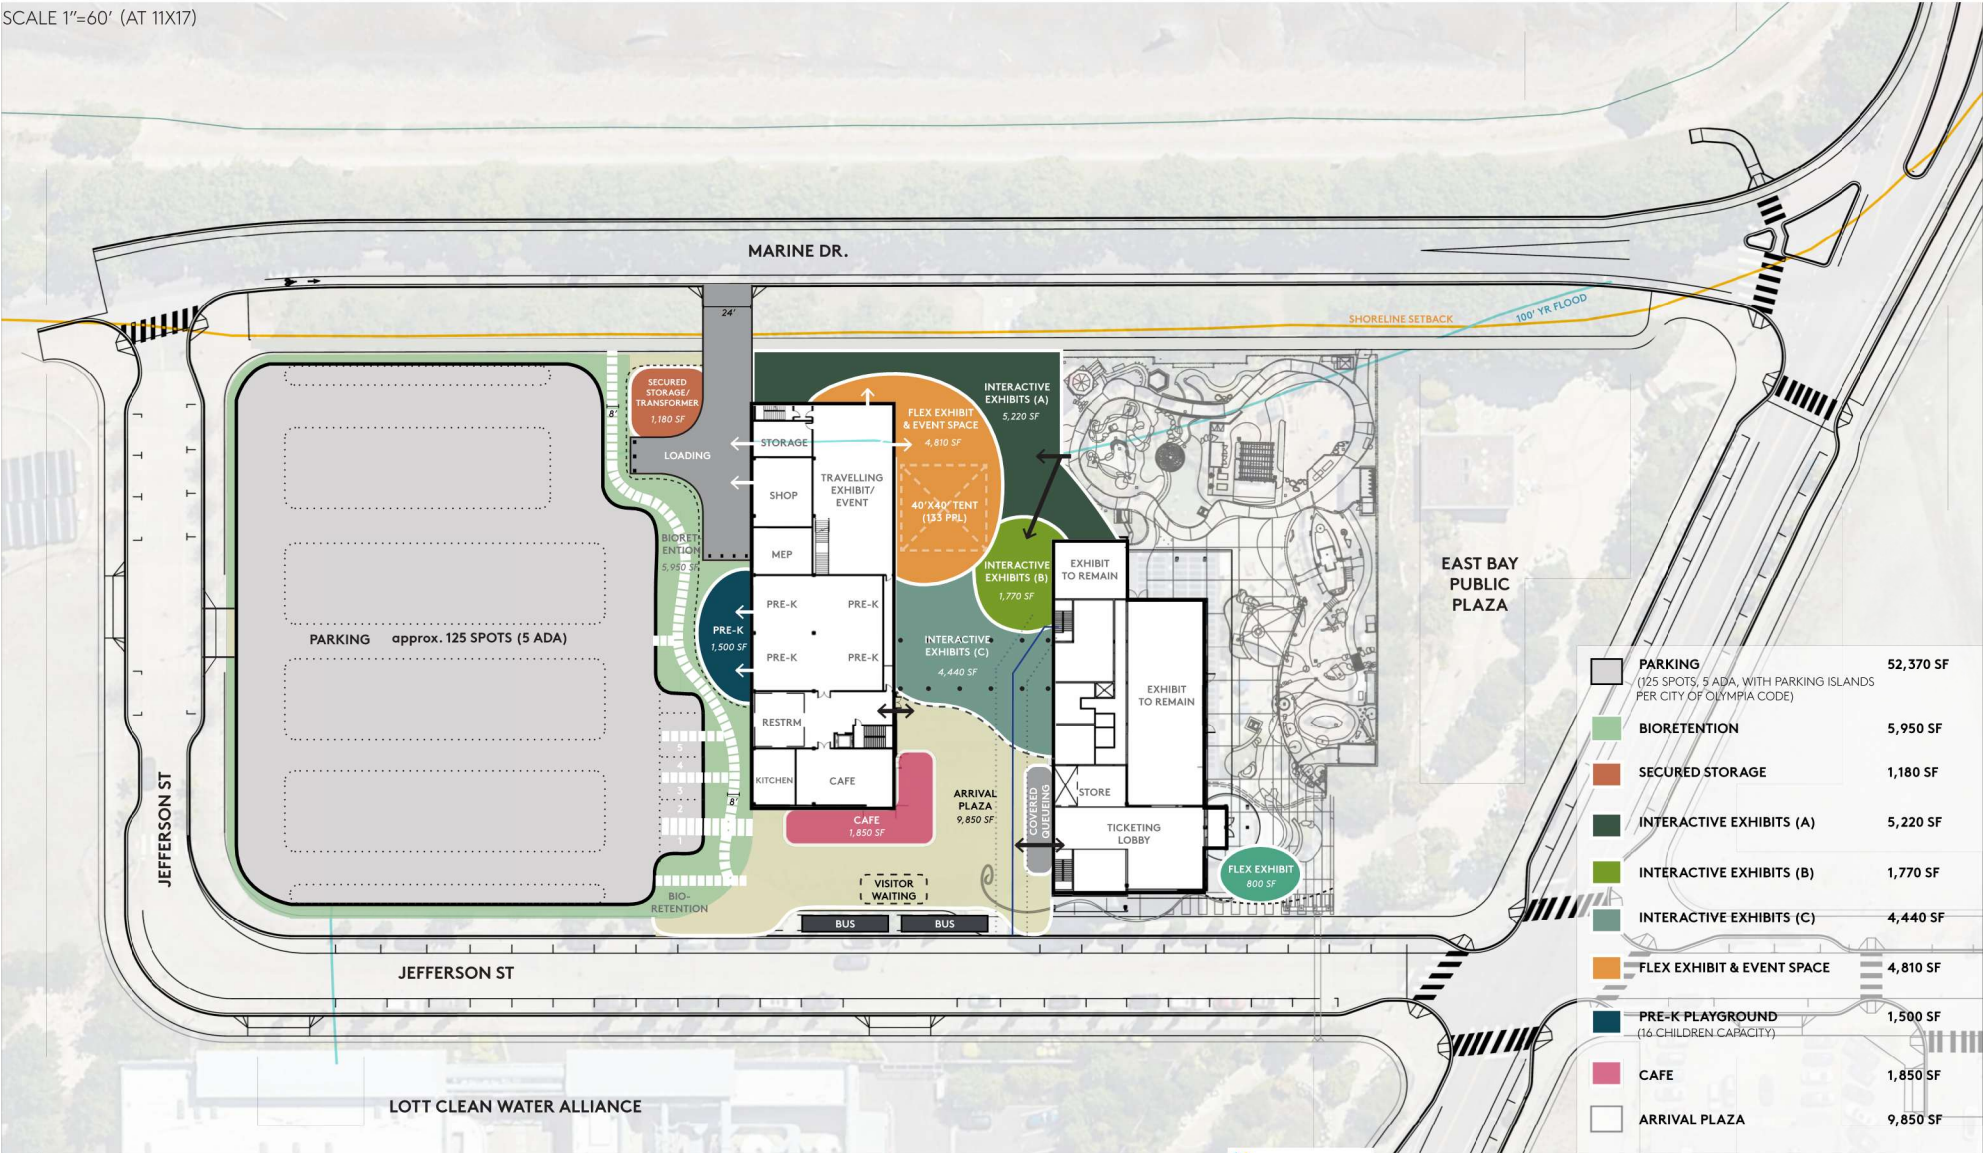 SCALE 1"=60' (AT 11X17)
MARINE DR.
24'
SHORELINE SETBACK
100' YR FLOOD
SECURED
STORAGE/
TRANSFORMER
1,180 SF
8'
LOADING
STORAGE
SHOP
MEP
TRAVELLING
EXHIBIT/
EVENT
FLEX EXHIBIT
& EVENT SPACE
4,810 SF
40'X40' TENT
(133 PPL)
INTERACTIVE
EXHIBITS (A)
5,220 SF
INTERACTIVE
EXHIBITS (B)
1,770 SF
INTERACTIVE
EXHIBITS (C)
4,440 SF
EXHIBIT
TO REMAIN
EXHIBIT
TO REMAIN
BIORET
ENTION
5,950 SF
PRE-K
1,500 SF
PRE-K
PRE-K
PRE-K
PRE-K
RESTRM
KITCHEN
CAFE
CAFE
1,850 SF
ARRIVAL
PLAZA
9,850 SF
COVERED
QUEUEING
STORE
TICKETING
LOBBY
FLEX EXHIBIT
800 SF
VISITOR
WAITING
BUS
BUS
PARKING approx. 125 SPOTS (5 ADA)
5
4
3
2
1
8'
BIO-
RETENTION
JEFFERSON ST
JEFFERSON ST
LOTT CLEAN WATER ALLIANCE
EAST BAY
PUBLIC
PLAZA
PARKING 52,370 SF
(125 SPOTS, 5 ADA, WITH PARKING ISLANDS
PER CITY OF OLYMPIA CODE)
BIORETENTION 5,950 SF
SECURED STORAGE 1,180 SF
INTERACTIVE EXHIBITS (A) 5,220 SF
INTERACTIVE EXHIBITS (B) 1,770 SF
INTERACTIVE EXHIBITS (C) 4,440 SF
FLEX EXHIBIT & EVENT SPACE 4,810 SF
PRE-K PLAYGROUND 1,500 SF
(16 CHILDREN CAPACITY)
CAFE 1,850 SF
ARRIVAL PLAZA 9,850 SF